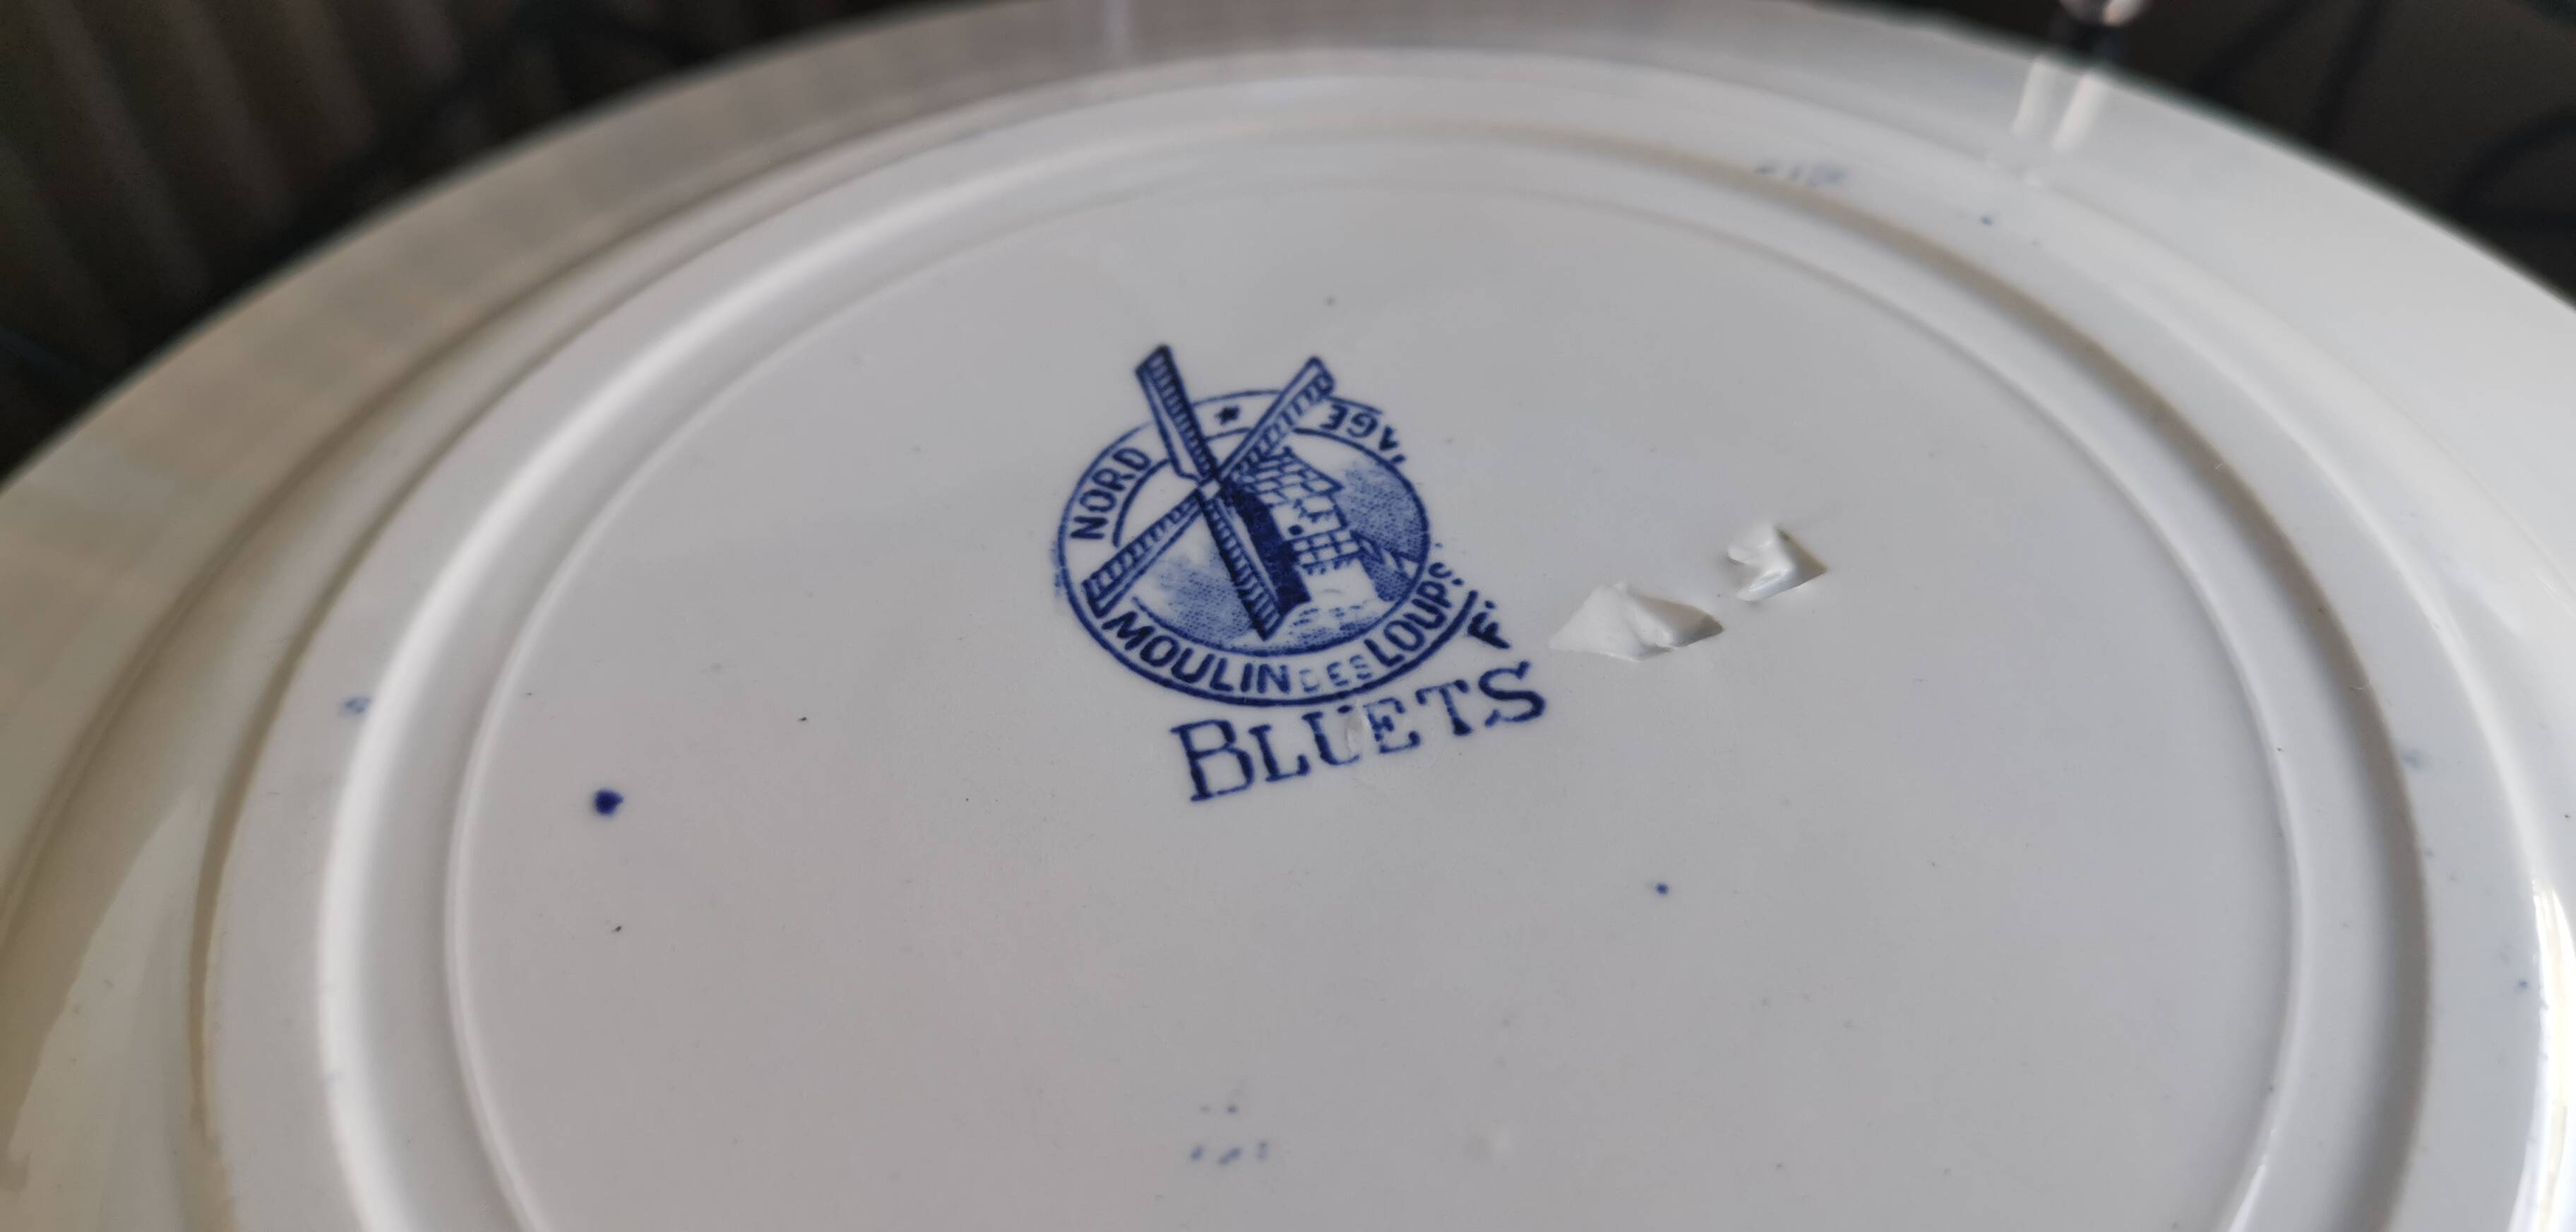 NORD
MOULIN DES LOUPS
F.
BLUETS